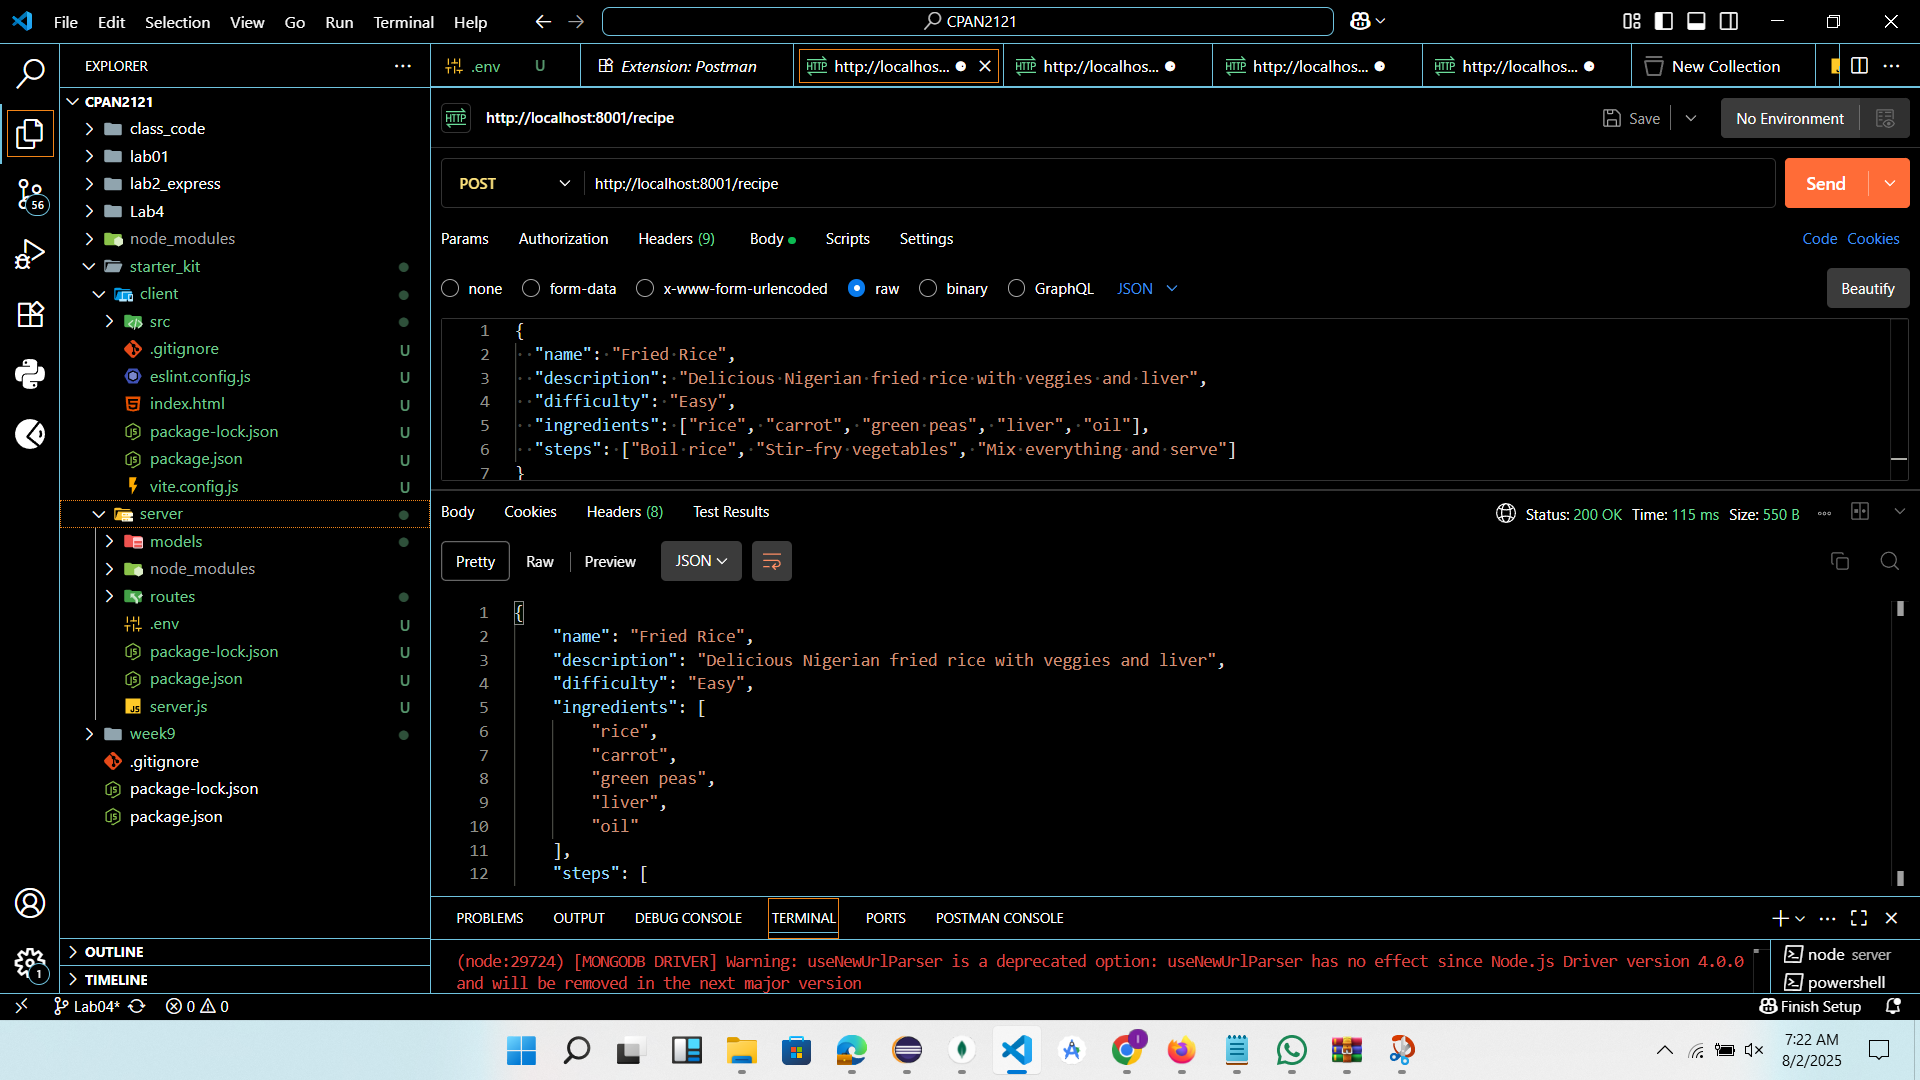 File Edit Selection View Go Run Terminal Help
CPAN2121
EXPLORER
.env U
Extension: Postman
http://localhos...
http://localhos...
http://localhos...
http://localhos...
New Collection
CPAN2121
class_code
lab01
lab2_express
Lab4
node_modules
starter_kit
client
src
.gitignore U
eslint.config.js U
index.html U
package-lock.json U
package.json U
vite.config.js U
server
models
node_modules
routes
.env U
package-lock.json U
package.json U
server.js U
week9
.gitignore
package-lock.json
package.json
OUTLINE
TIMELINE
56
1
HTTP http://localhost:8001/recipe
Save
No Environment
POST http://localhost:8001/recipe
Send
Params Authorization Headers (9) Body Scripts Settings
Code Cookies
none form-data x-www-form-urlencoded raw binary GraphQL JSON
Beautify
1 {
2 "name": "Fried Rice",
3 "description": "Delicious Nigerian fried rice with veggies and liver",
4 "difficulty": "Easy",
5 "ingredients": ["rice", "carrot", "green peas", "liver", "oil"],
6 "steps": ["Boil rice", "Stir-fry vegetables", "Mix everything and serve"]
7 }
Body Cookies Headers (8) Test Results
Status: 200 OK Time: 115 ms Size: 550 B
Pretty Raw Preview JSON
1 {
2 "name": "Fried Rice",
3 "description": "Delicious Nigerian fried rice with veggies and liver",
4 "difficulty": "Easy",
5 "ingredients": [
6 "rice",
7 "carrot",
8 "green peas",
9 "liver",
10 "oil"
11 ],
12 "steps": [
PROBLEMS OUTPUT DEBUG CONSOLE TERMINAL PORTS POSTMAN CONSOLE
(node:29724) [MONGODB DRIVER] Warning: useNewUrlParser is a deprecated option: useNewUrlParser has no effect since Node.js Driver version 4.0.0
and will be removed in the next major version
node server
powershell
Lab04* 0 0
Finish Setup
7:22 AM
8/2/2025